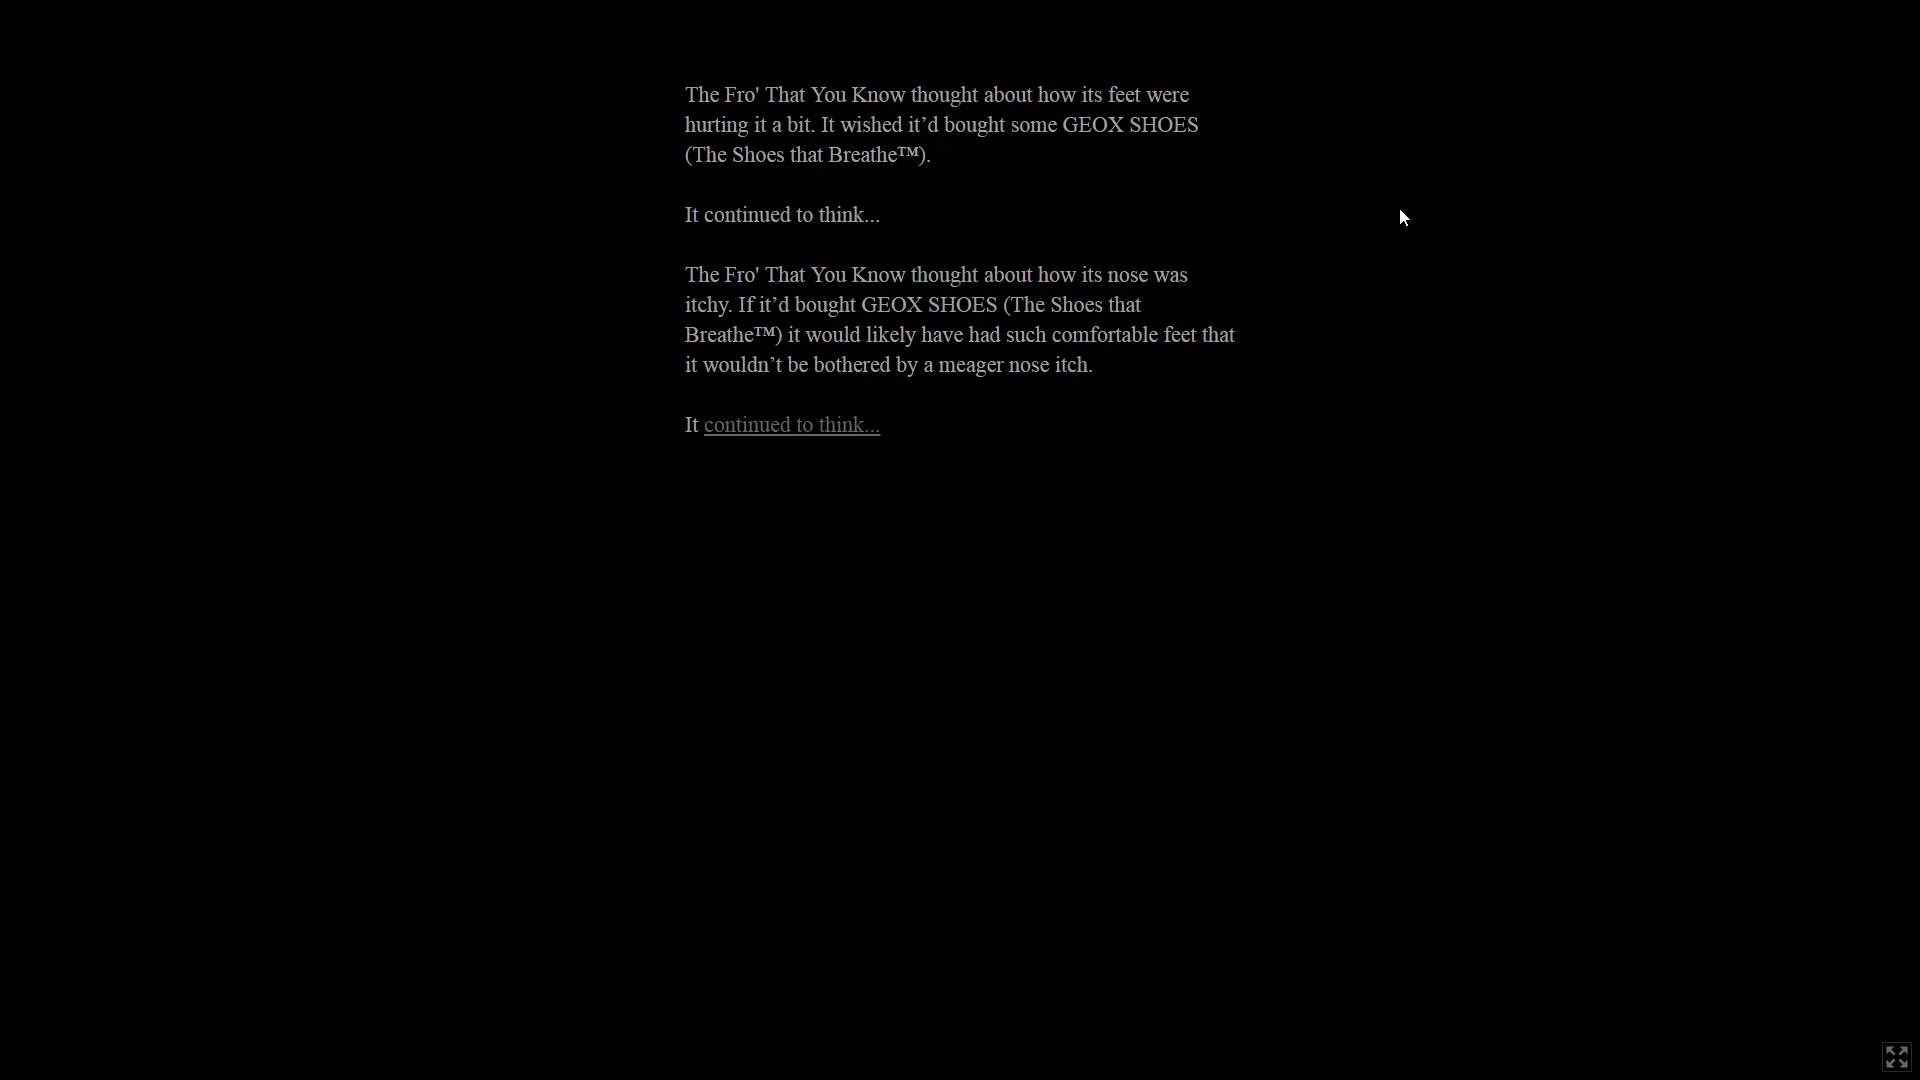 The Fro' That You Know thought about how its feet were
hurting it a bit. It wished it’d bought some GEOX SHOES
(The Shoes that Breathe™).
It continued to think...
The Fro' That You Know thought about how its nose was
itchy. If it’d bought GEOX SHOES (The Shoes that
Breathe™) it would likely have had such comfortable feet that
it wouldn’t be bothered by a meager nose itch.
It continued to think...